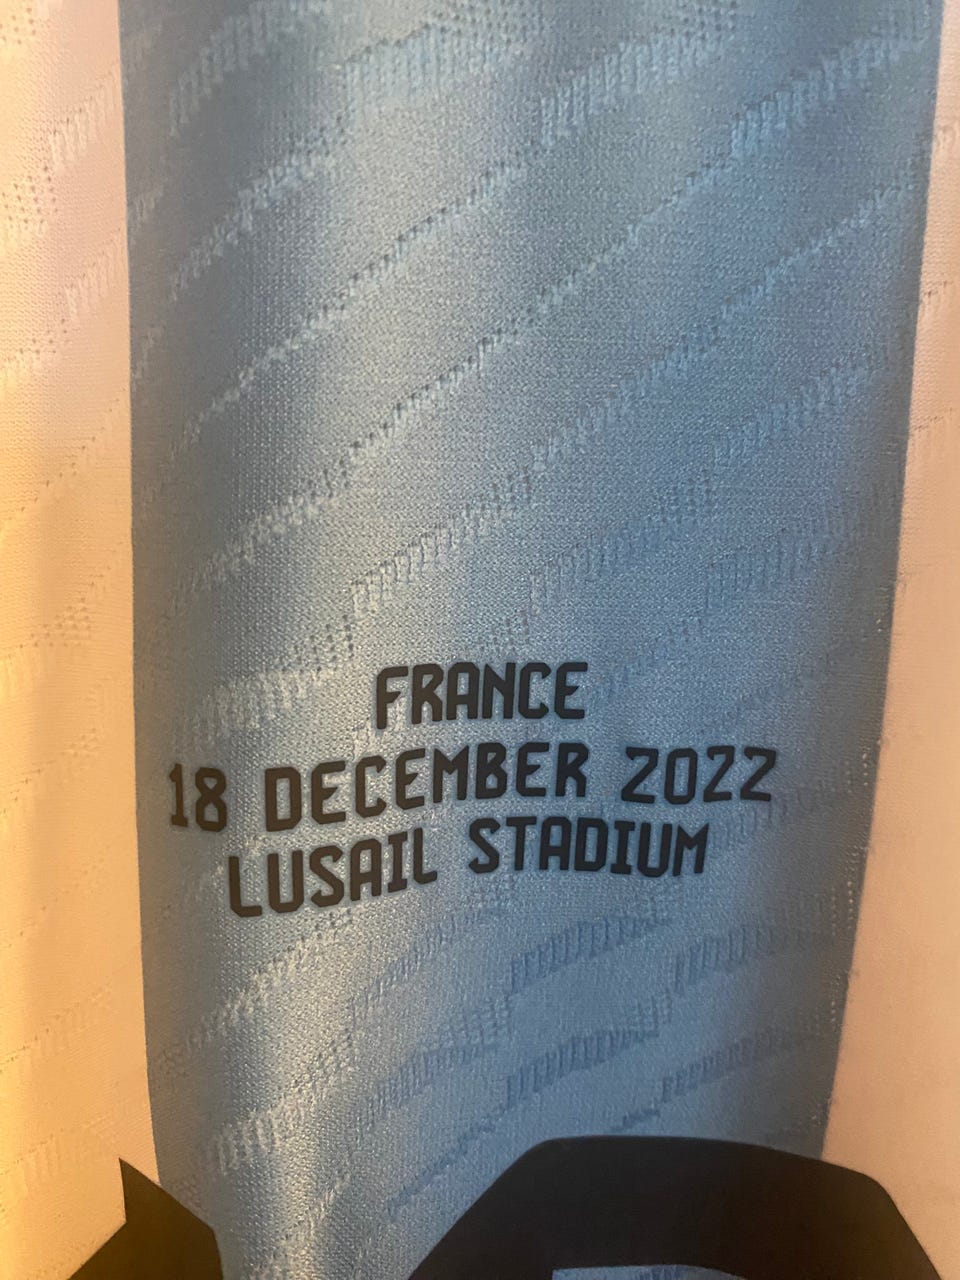 FRANCE
18 DECEMBER 2022
LUSAIL STADIUM